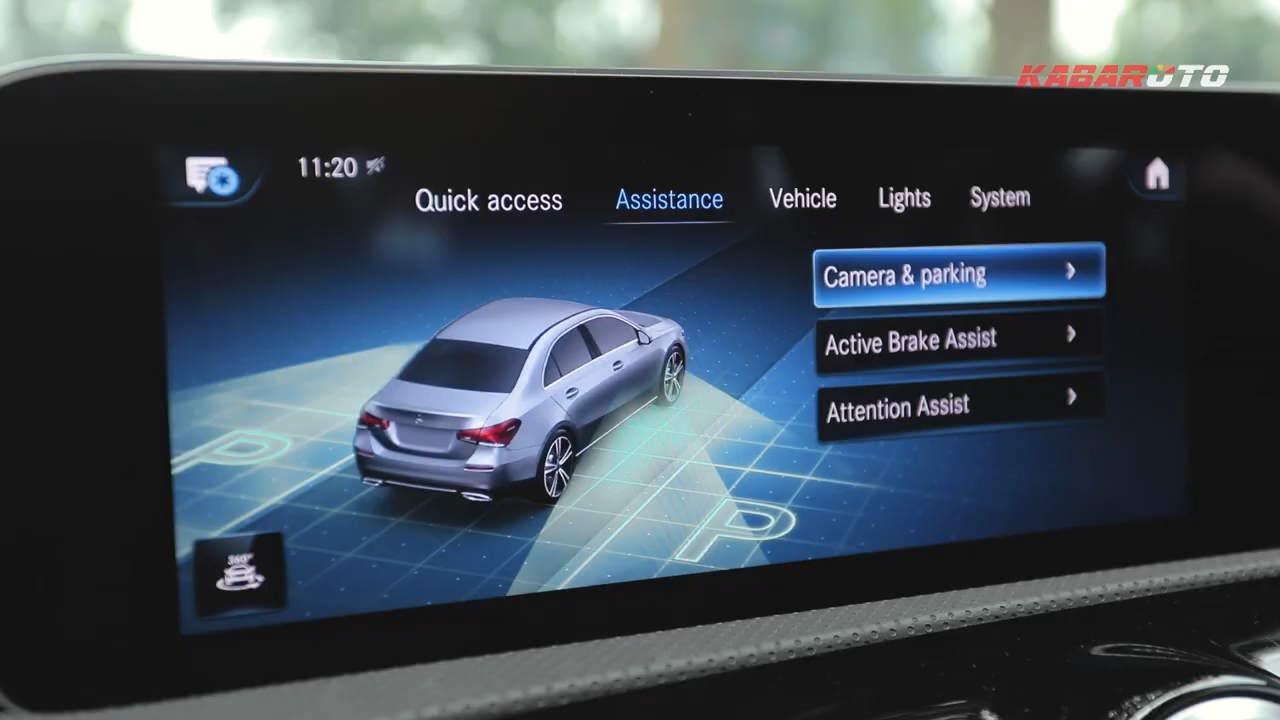 KABAROTO
11:20
Quick access
Assistance
Vehicle
Lights
System
Camera & parking
Active Brake Assist
Attention Assist
P
P
360°